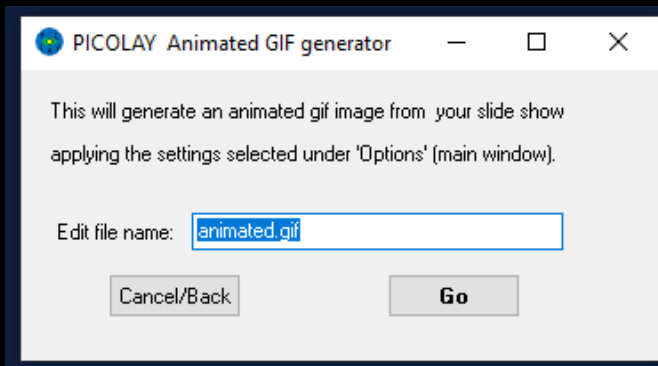 PICOLAY Animated GIF generator
This will generate an animated gif image from your slide show
applying the settings selected under 'Options' (main window).
Edit file name: animated.gif
Cancel/Back Go